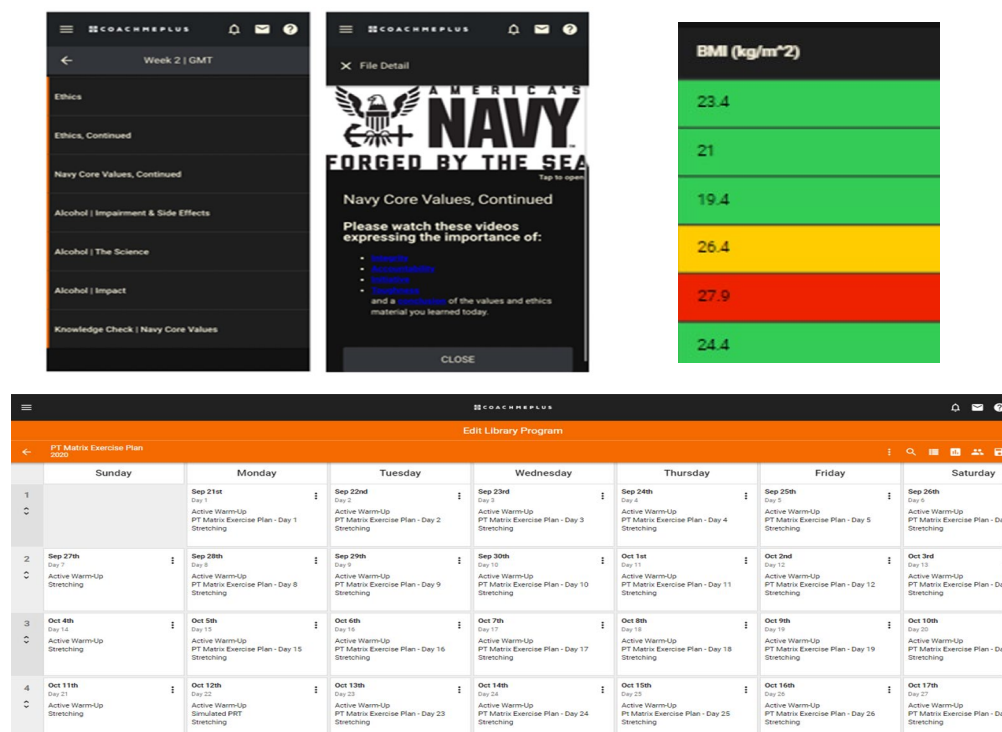 COACHMEPLUS
Week 2 | GMT
Ethics
Ethics, Continued
Navy Core Values, Continued
Alcohol | Impairment & Side Effects
Alcohol | The Science
Alcohol | Impact
Knowledge Check | Navy Core Values
COACHMEPLUS
File Detail
AMERICA'S
NAVY
FORGED BY THE SEA
Tap to open
Navy Core Values, Continued
Please watch these videos
expressing the importance of:
and a conclusion of the values and ethics
material you learned today.
CLOSE
BMI (kg/m^2)
23.4
21
19.4
26.4
27.9
24.4
COACHMEPLUS
Edit Library Program
PT Matrix Exercise Plan
2020
Sunday Monday Tuesday Wednesday Thursday Friday Saturday
1
Sep 21st
Day 1
Active Warm-Up
PT Matrix Exercise Plan - Day 1
Stretching
Sep 22nd
Day 2
Active Warm-Up
PT Matrix Exercise Plan - Day 2
Stretching
Sep 23rd
Day 3
Active Warm-Up
PT Matrix Exercise Plan - Day 3
Stretching
Sep 24th
Day 4
Active Warm-Up
PT Matrix Exercise Plan - Day 4
Stretching
Sep 25th
Day 5
Active Warm-Up
PT Matrix Exercise Plan - Day 5
Stretching
Sep 26th
Day 6
Active Warm-Up
PT Matrix Exercise Plan - Da
Stretching
2
Sep 27th
Day 7
Active Warm-Up
Stretching
Sep 28th
Day 8
Active Warm-Up
PT Matrix Exercise Plan - Day 8
Stretching
Sep 29th
Day 9
Active Warm-Up
PT Matrix Exercise Plan - Day 9
Stretching
Sep 30th
Day 10
Active Warm-Up
PT Matrix Exercise Plan - Day 10
Stretching
Oct 1st
Day 11
Active Warm-Up
PT Matrix Exercise Plan - Day 11
Stretching
Oct 2nd
Day 12
Active Warm-Up
PT Matrix Exercise Plan - Day 12
Stretching
Oct 3rd
Day 13
Active Warm-Up
PT Matrix Exercise Plan - Da
Stretching
3
Oct 4th
Day 14
Active Warm-Up
Stretching
Oct 5th
Day 15
Active Warm-Up
PT Matrix Exercise Plan - Day 15
Stretching
Oct 6th
Day 16
Active Warm-Up
PT Matrix Exercise Plan - Day 16
Stretching
Oct 7th
Day 17
Active Warm-Up
PT Matrix Exercise Plan - Day 17
Stretching
Oct 8th
Day 18
Active Warm-Up
PT Matrix Exercise Plan - Day 18
Stretching
Oct 9th
Day 19
Active Warm-Up
PT Matrix Exercise Plan - Day 19
Stretching
Oct 10th
Day 20
Active Warm-Up
PT Matrix Exercise Plan - Da
Stretching
4
Oct 11th
Day 21
Active Warm-Up
Stretching
Oct 12th
Day 22
Active Warm-Up
Simulated PRT
Stretching
Oct 13th
Day 23
Active Warm-Up
PT Matrix Exercise Plan - Day 23
Stretching
Oct 14th
Day 24
Active Warm-Up
PT Matrix Exercise Plan - Day 24
Stretching
Oct 15th
Day 25
Active Warm-Up
Pt Matrix Exercise Plan - Day 25
Stretching
Oct 16th
Day 26
Active Warm-Up
PT Matrix Exercise Plan - Day 26
Stretching
Oct 17th
Day 27
Active Warm-Up
PT Matrix Exercise Plan - Da
Stretching